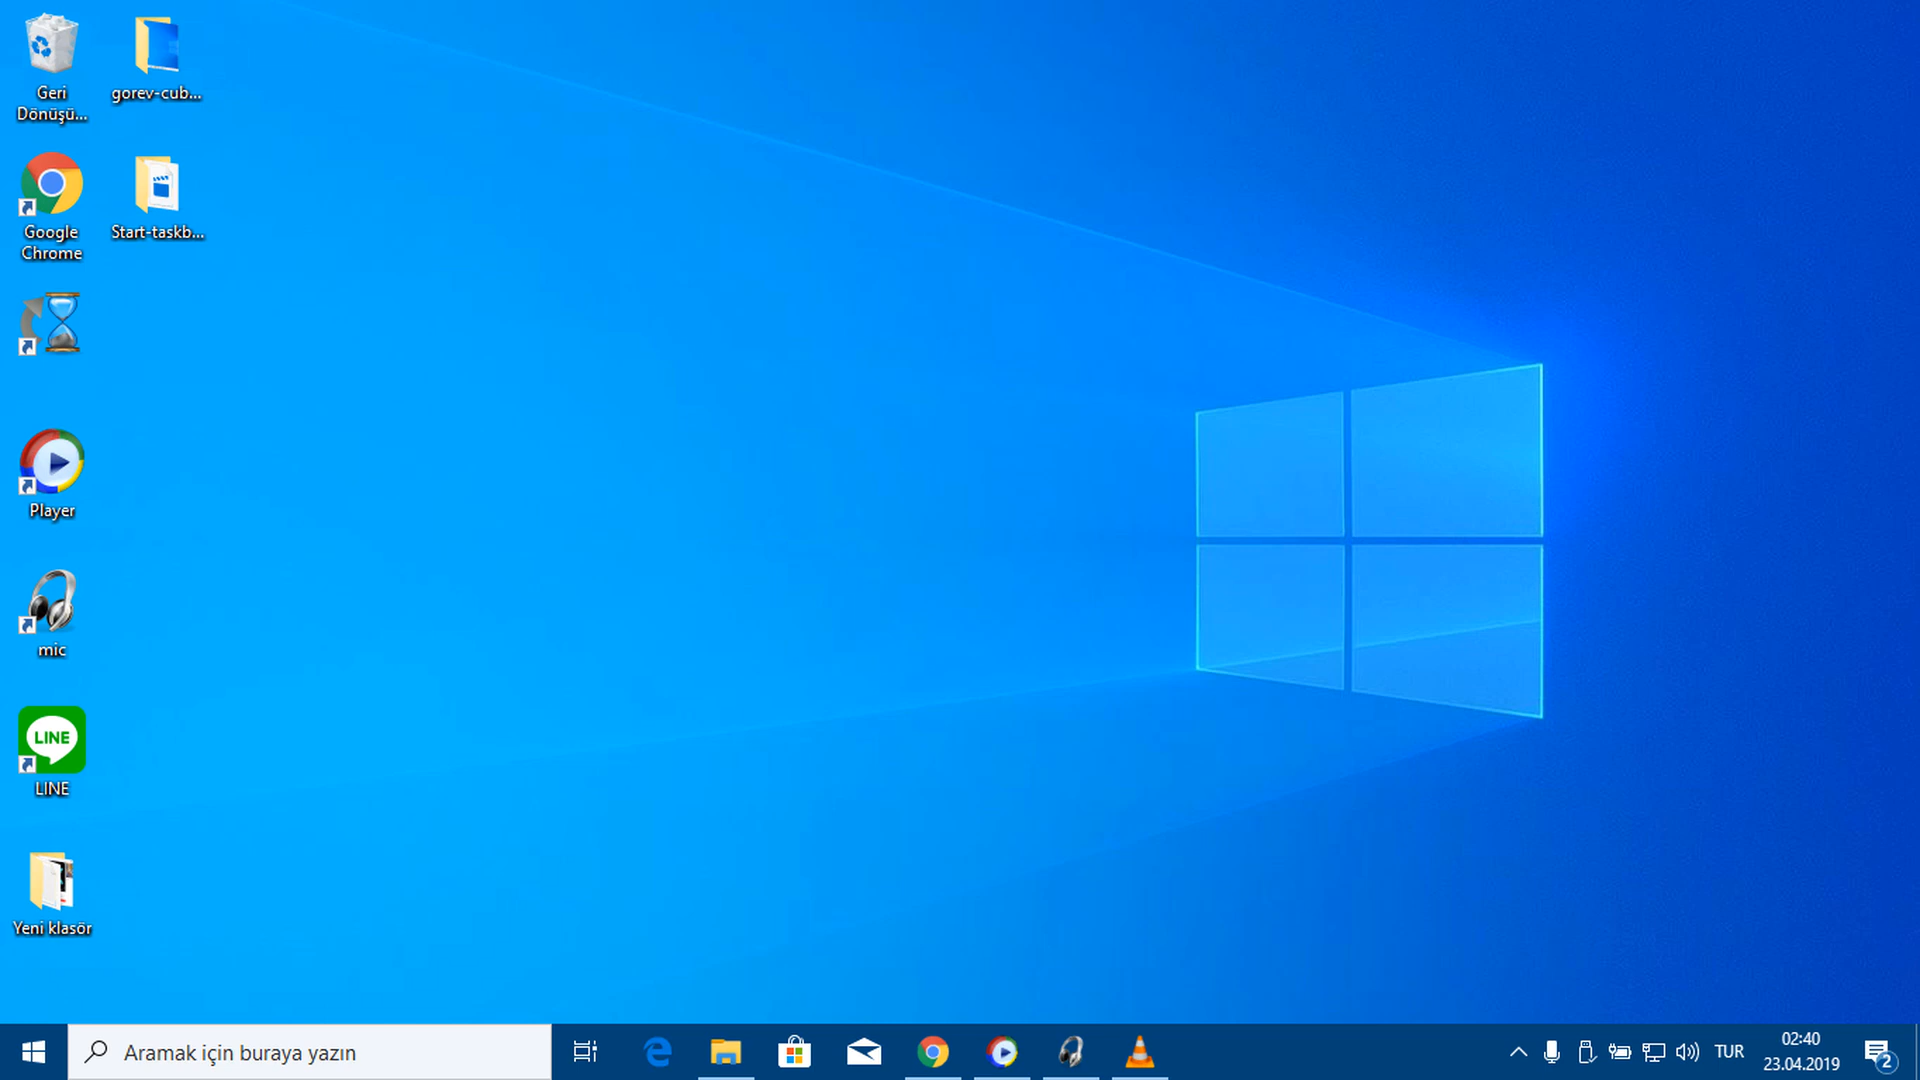 Geri
Dönüşü...
gorev-cub...
Google
Chrome
Start-taskb...
Player
mic
LINE
LINE
Yeni klasör
Aramak için buraya yazın
TUR
02:40
23.04.2019
2